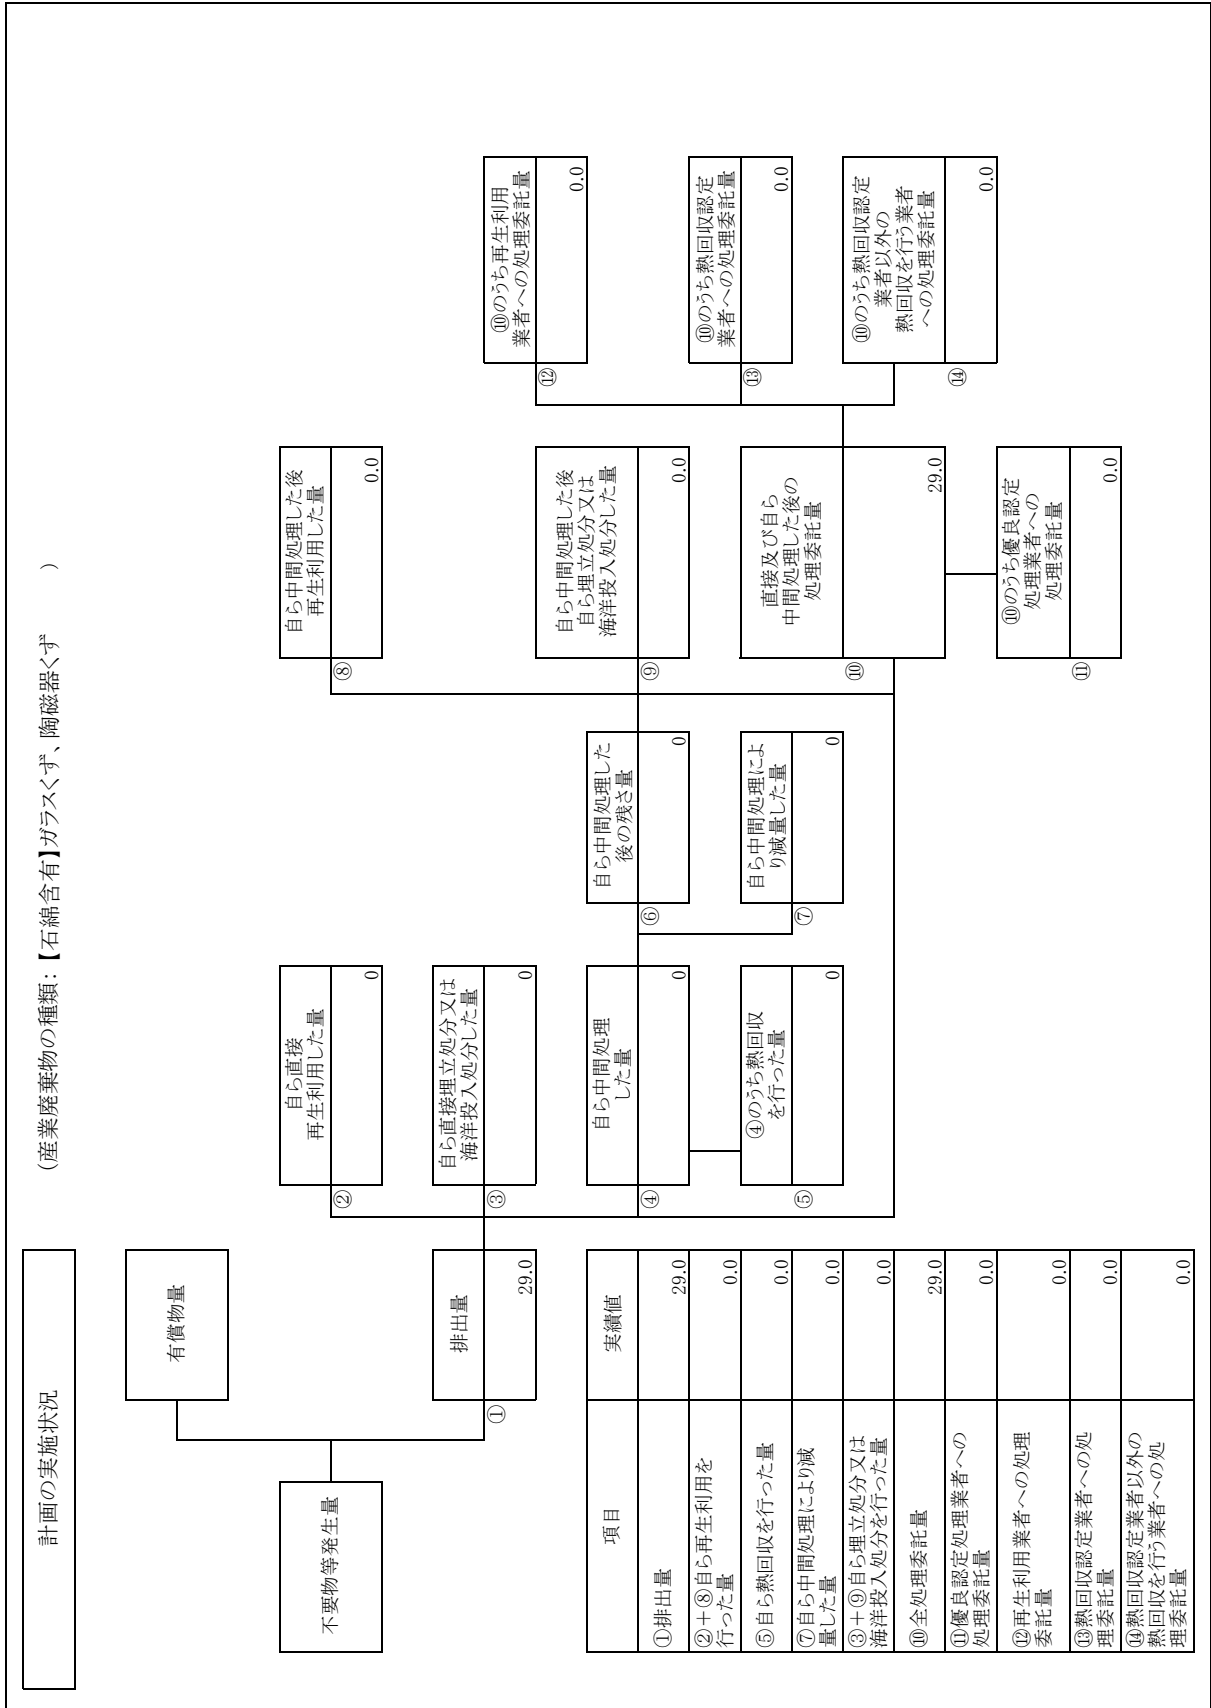 計画の実施状況
(産業廃棄物の種類:【石綿含有】ガラスくず、陶磁器くず )
不要物等発生量
有償物量
排出量
①
29.0
自ら直接
再生利用した量
②
0
自ら直接埋立処分又は
海洋投入処分した量
③
0
自ら中間処理
した量
④
0
④のうち熱回収
を行った量
⑤
0
自ら中間処理した
後の残さ量
⑥
0
自ら中間処理によ
り減量した量
⑦
0
自ら中間処理した後
再生利用した量
⑧
0.0
自ら中間処理した後
自ら埋立処分又は
海洋投入処分した量
⑨
0.0
直接及び自ら
中間処理した後の
処理委託量
⑩
29.0
⑩のうち優良認定
処理業者への
処理委託量
⑪
0.0
⑩のうち再生利用
業者への処理委託量
⑫
0.0
⑩のうち熱回収認定
業者への処理委託量
⑬
0.0
⑩のうち熱回収認定
業者以外の
熱回収を行う業者
への処理委託量
⑭
0.0
項目 実績値
①排出量 29.0
②+⑧自ら再生利用を
行った量 0.0
⑤自ら熱回収を行った量 0.0
⑦自ら中間処理により減
量した量 0.0
③+⑨自ら埋立処分又は
海洋投入処分を行った量 0.0
⑩全処理委託量 29.0
⑪優良認定処理業者への
処理委託量 0.0
⑫再生利用業者への処理
委託量 0.0
⑬熱回収認定業者への処
理委託量 0.0
⑭熱回収認定業者以外の
熱回収を行う業者への処
理委託量 0.0